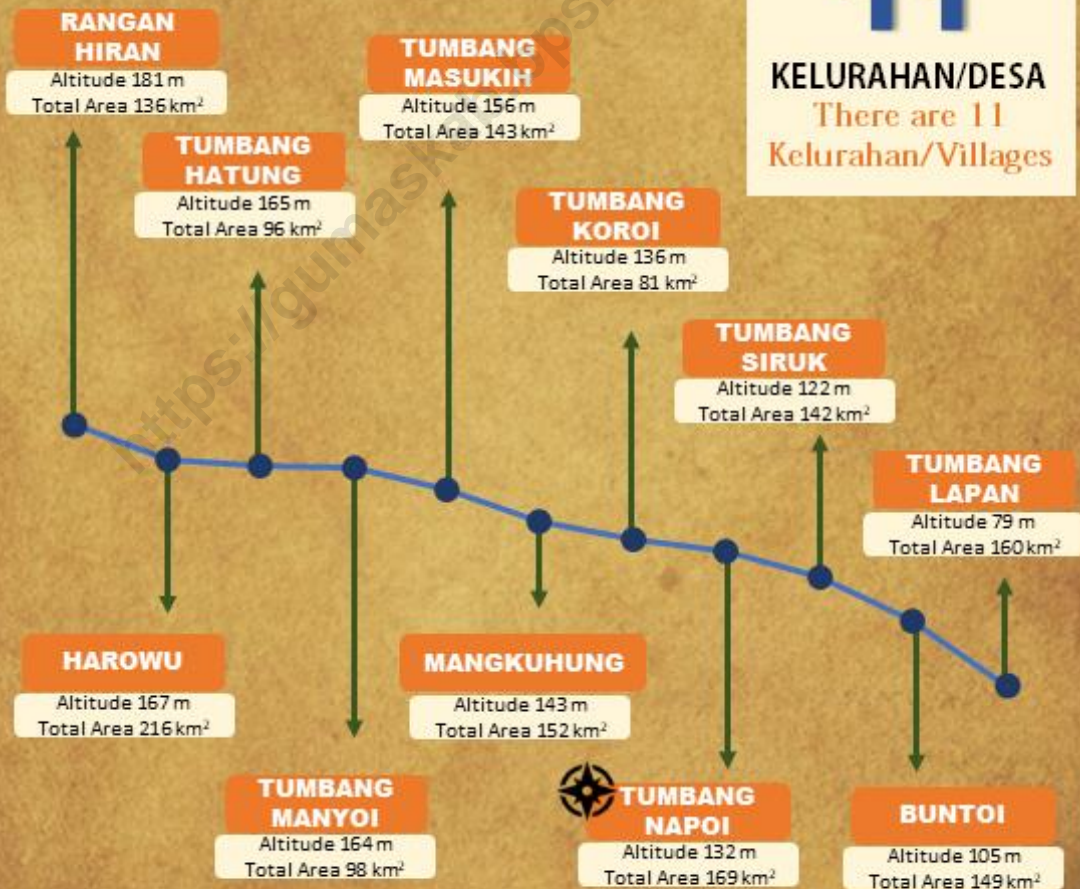 RANGAN
HIRAN
Altitude 181 m
Total Area 136 km²
TUMBANG
MASUKIH
Altitude 156 m
Total Area 143 km²
11
KELURAHAN/DESA
There are 11
Kelurahan/Villages
TUMBANG
HATUNG
Altitude 165 m
Total Area 96 km²
TUMBANG
KOROI
Altitude 136 m
Total Area 81 km²
TUMBANG
SIRUK
Altitude 122 m
Total Area 142 km²
TUMBANG
LAPAN
Altitude 79 m
Total Area 160 km²
HAROWU
Altitude 167 m
Total Area 216 km²
MANGKUHUNG
Altitude 143 m
Total Area 152 km²
TUMBANG
MANYOI
Altitude 164 m
Total Area 98 km²
TUMBANG
NAPOI
Altitude 132 m
Total Area 169 km²
BUNTOI
Altitude 105 m
Total Area 149 km²